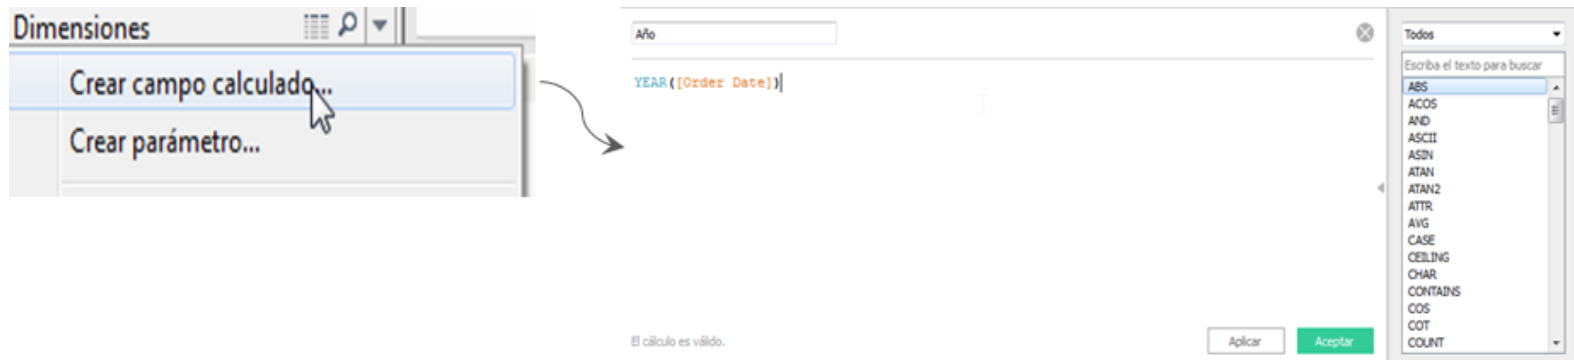 Dimensiones
Crear campo calculado...
Crear parámetro...
Año
YEAR([Order Date])
El cálculo es válido.
Aplicar
Aceptar
Todos
Escriba el texto para buscar
ABS
ACOS
AND
ASCII
ASIN
ATAN
ATAN2
ATTR
AVG
CASE
CEILING
CHAR
CONTAINS
COS
COT
COUNT